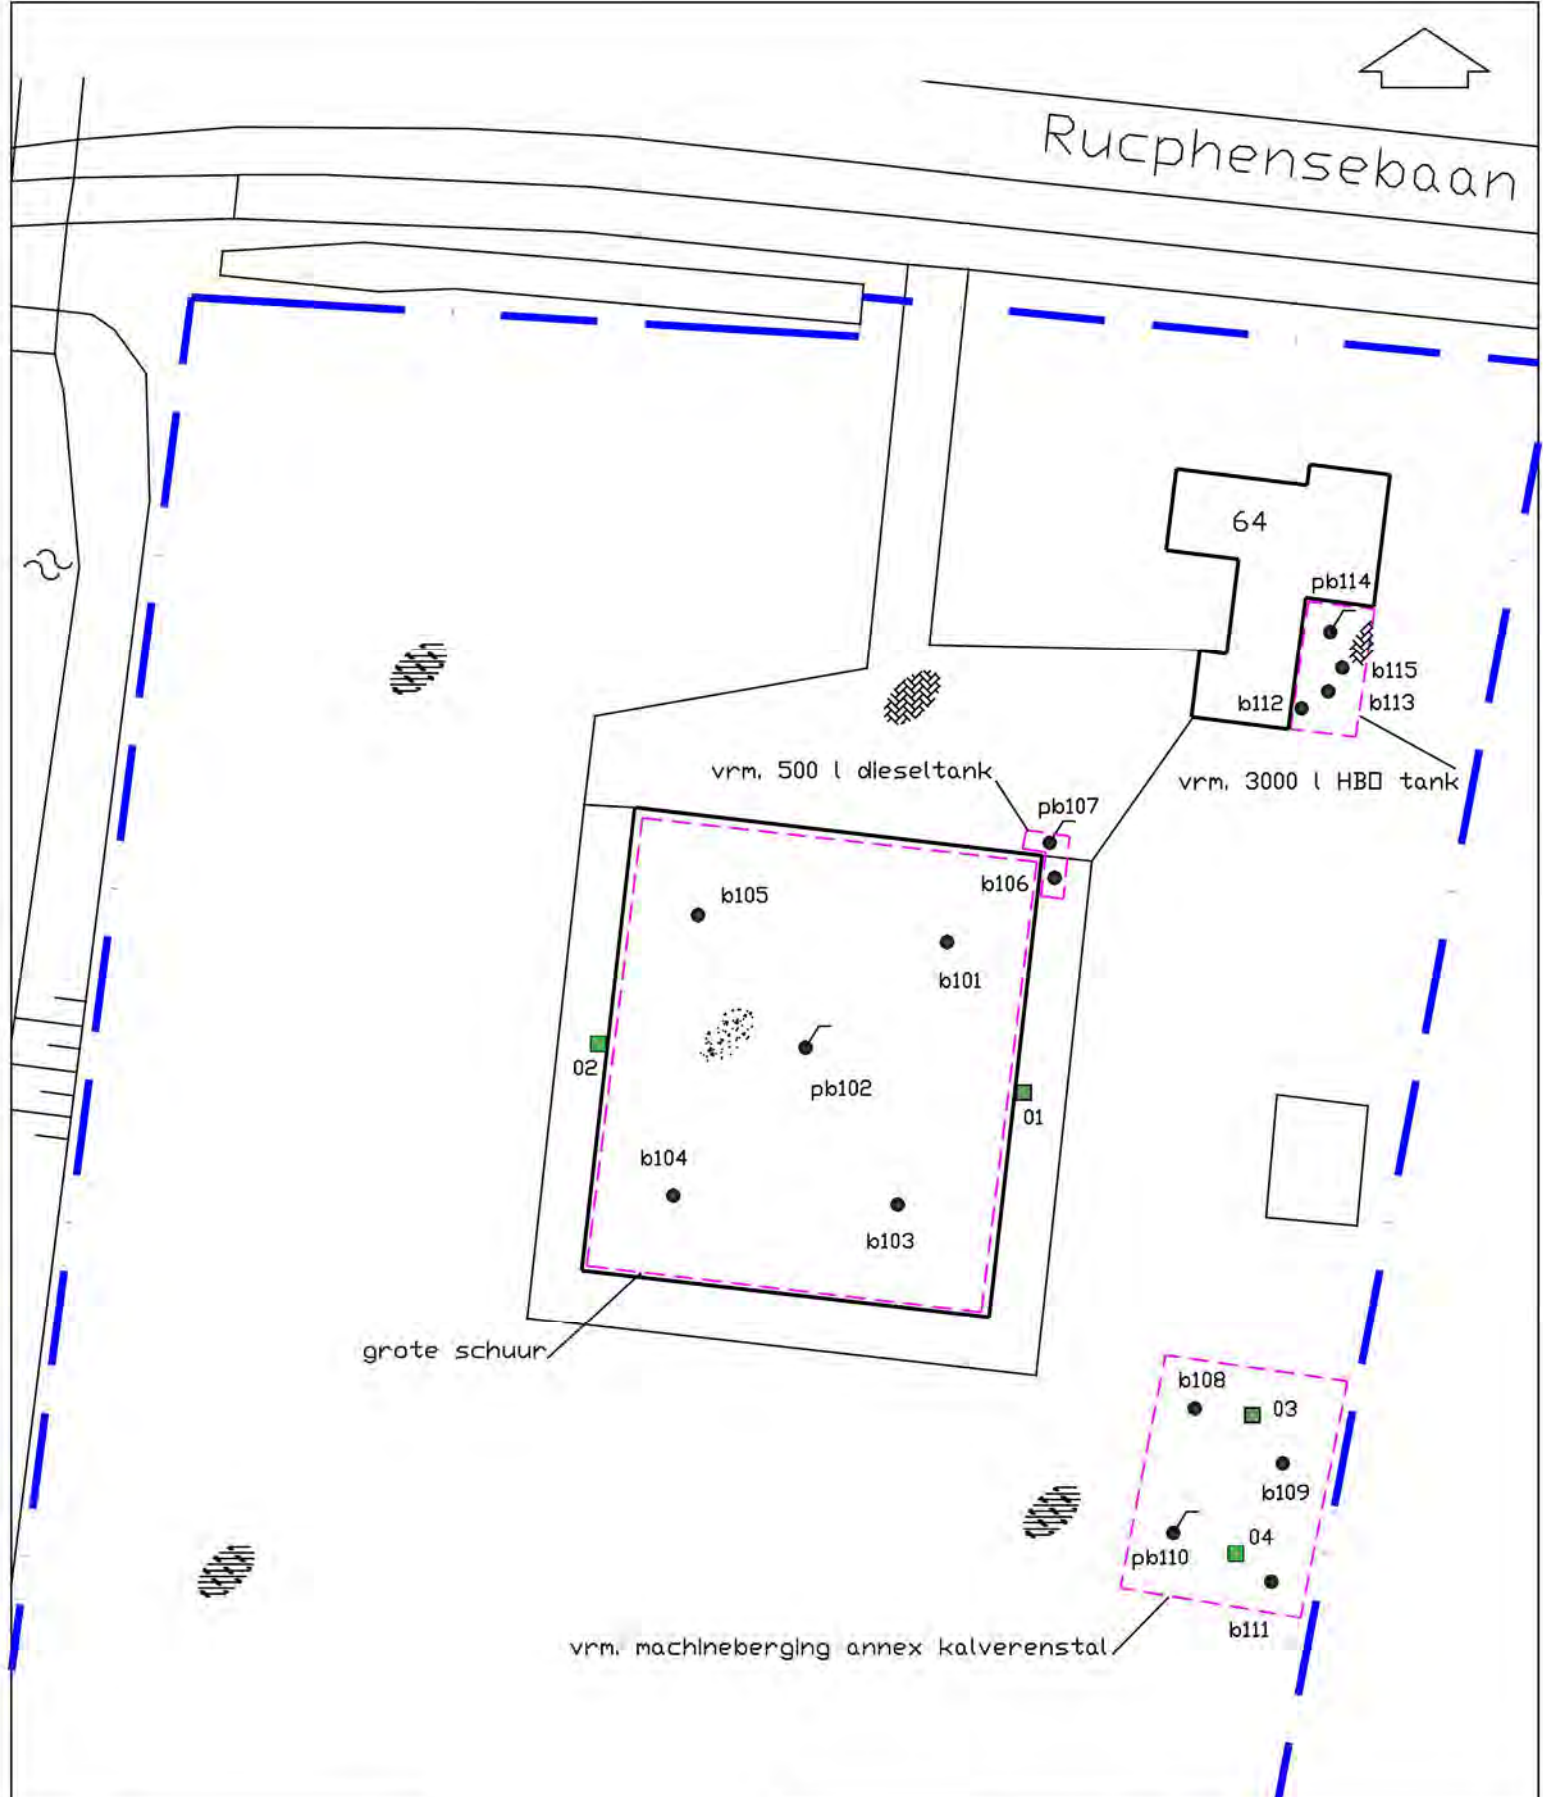 Rucphensebaan
64
pb114
b115
b112
b113
vrm. 500 l dieseltank
vrm. 3000 l HBO tank
pb107
b106
b105
b101
02
pb102
01
b104
b103
grote schuur
b108
03
b109
04
pb110
b111
vrm. machineberging annex kalverenstal